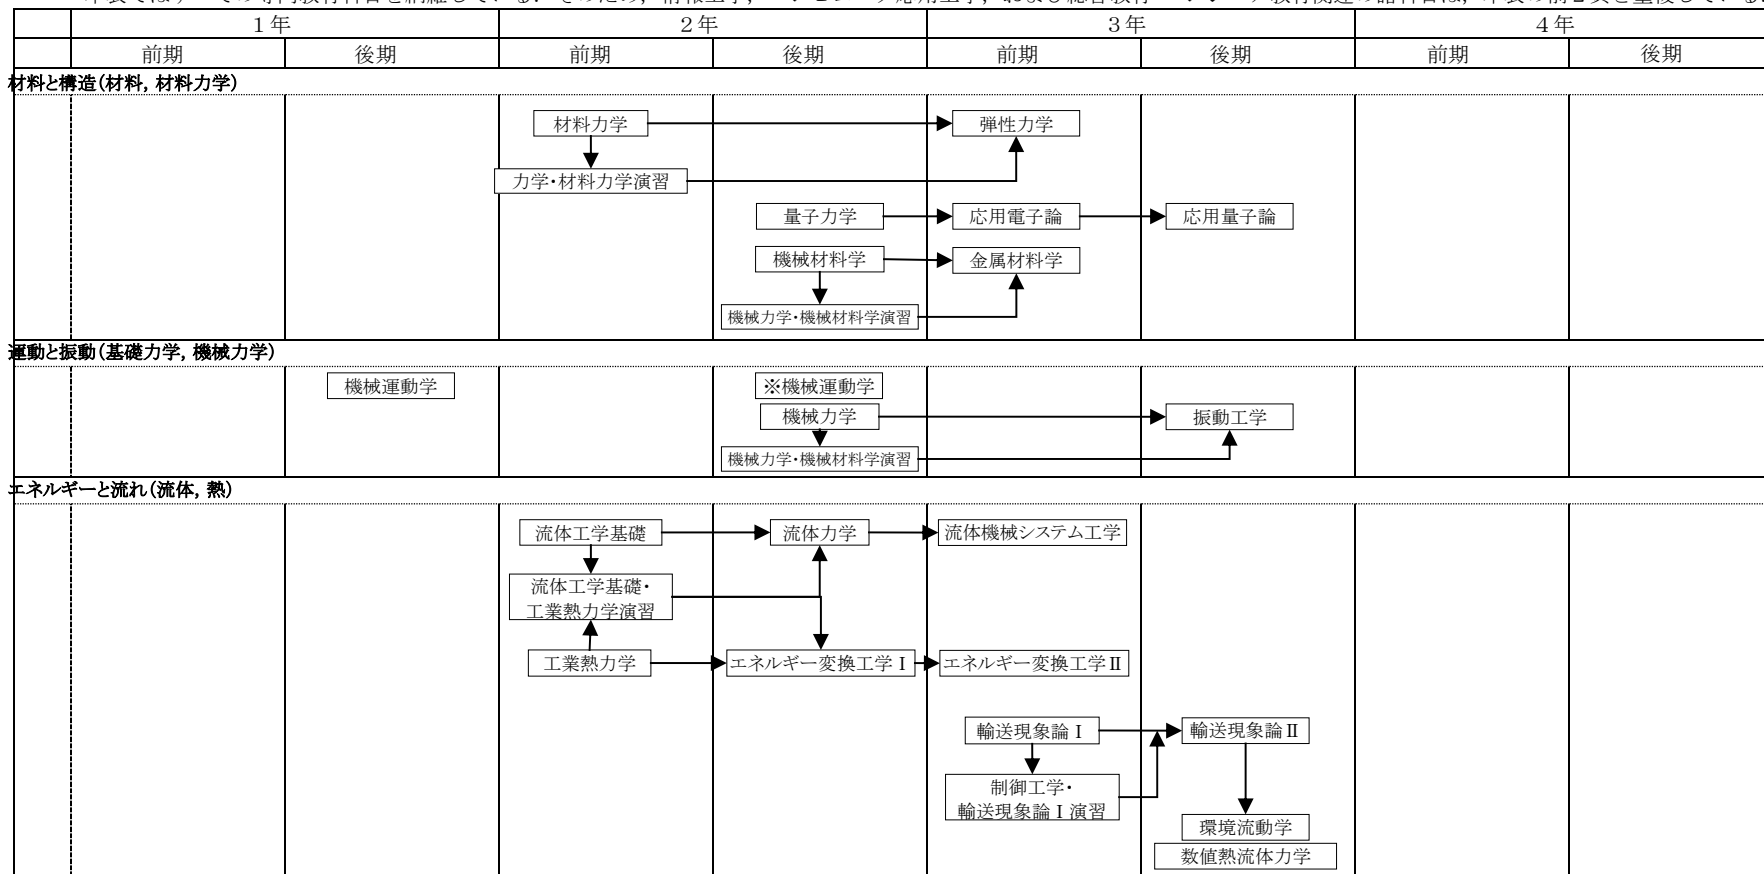 1年 2年 3年 4年
前期 後期 前期 後期 前期 後期 前期 後期
材料と構造(材料, 材料力学)
材料力学 弾性力学
力学・材料力学演習
量子力学 応用電子論 応用量子論
機械材料学 金属材料学
機械力学・機械材料学演習
運動と振動(基礎力学, 機械力学)
機械運動学 ※機械運動学
機械力学 振動工学
機械力学・機械材料学演習
エネルギーと流れ(流体, 熱)
流体工学基礎 流体力学 流体機械システム工学
流体工学基礎・
工業熱力学演習
工業熱力学 エネルギー変換工学Ⅰ エネルギー変換工学Ⅱ
輸送現象論Ⅰ 輸送現象論Ⅱ
制御工学・
輸送現象論Ⅰ演習
環境流動学
数値熱流体力学